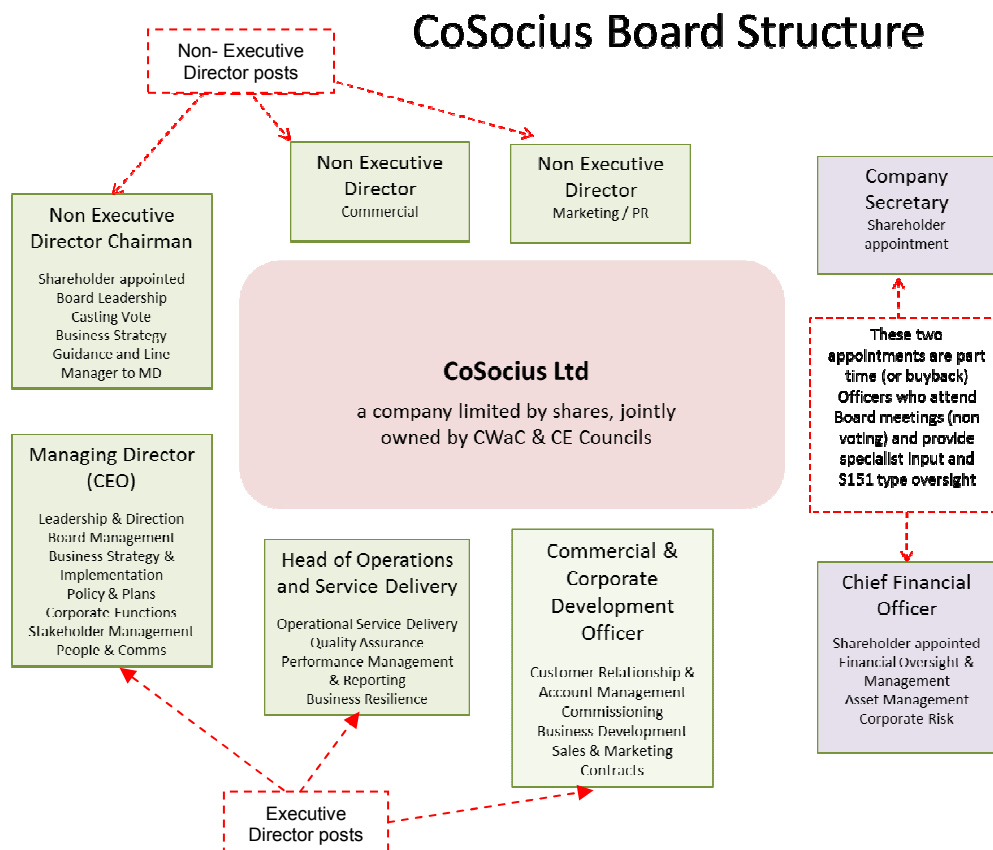 CoSocius Board Structure
Non- Executive
Director posts
Non Executive
Director Chairman
Shareholder appointed
Board Leadership
Casting Vote
Business Strategy
Guidance and Line
Manager to MD
Non Executive
Director
Commercial
Non Executive
Director
Marketing / PR
Company
Secretary
Shareholder
appointment
CoSocius Ltd
a company limited by shares, jointly
owned by CWaC & CE Councils
These two
appointments are part
time (or buyback)
Officers who attend
Board meetings (non
voting) and provide
specialist input and
S151 type oversight
Managing Director
(CEO)
Leadership & Direction
Board Management
Business Strategy &
Implementation
Policy & Plans
Corporate Functions
Stakeholder Management
People & Comms
Head of Operations
and Service Delivery
Operational Service Delivery
Quality Assurance
Performance Management
& Reporting
Business Resilience
Commercial &
Corporate
Development
Officer
Customer Relationship &
Account Management
Commissioning
Business Development
Sales & Marketing
Contracts
Chief Financial
Officer
Shareholder appointed
Financial Oversight &
Management
Asset Management
Corporate Risk
Executive
Director posts